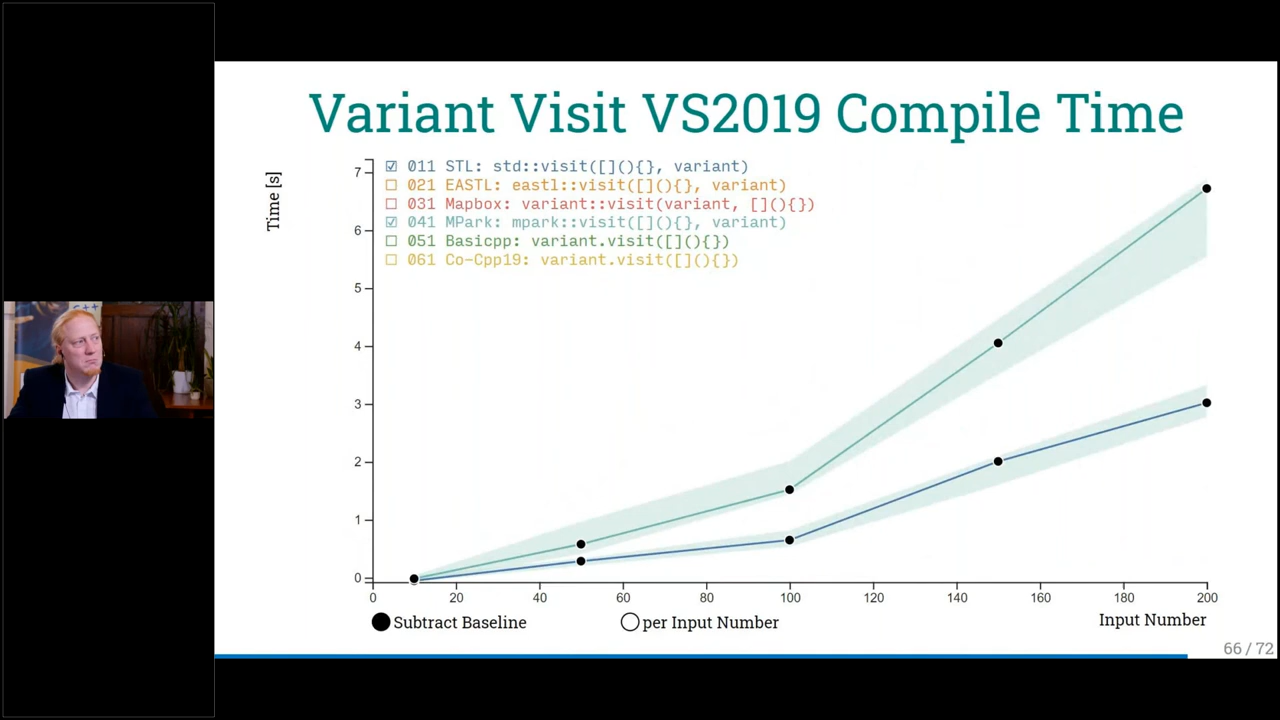 Variant Visit VS2019 Compile Time
Time [s]
☑ 011 STL: std::visit([](){}, variant)
☐ 021 EASTL: eastl::visit([](){}, variant)
☐ 031 Mapbox: variant::visit(variant, [](){})
☑ 041 MPark: mpark::visit([](){}, variant)
☐ 051 Basicpp: variant.visit([](){})
☐ 061 Co-Cpp19: variant.visit([](){})
7
6
5
4
3
2
1
0
0 20 40 60 80 100 120 140 160 180 200
Subtract Baseline
per Input Number
Input Number
66 / 72
C++